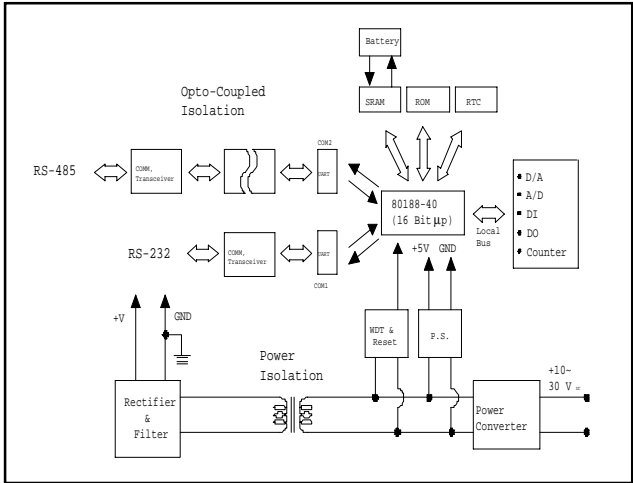 Battery
SRAM
ROM
RTC
Opto-Coupled
Isolation
COM2
RS-485
COMM,
Transceiver
UART
80188-40
(16 Bit μp)
Local
Bus
D/A
A/D
DI
DO
Counter
RS-232
COMM,
Transceiver
UART
COM1
+5V GND
+V
GND
WDT &
Reset
P.S.
Power
Isolation
+10~
30 V =
Rectifier
&
Filter
Power
Converter